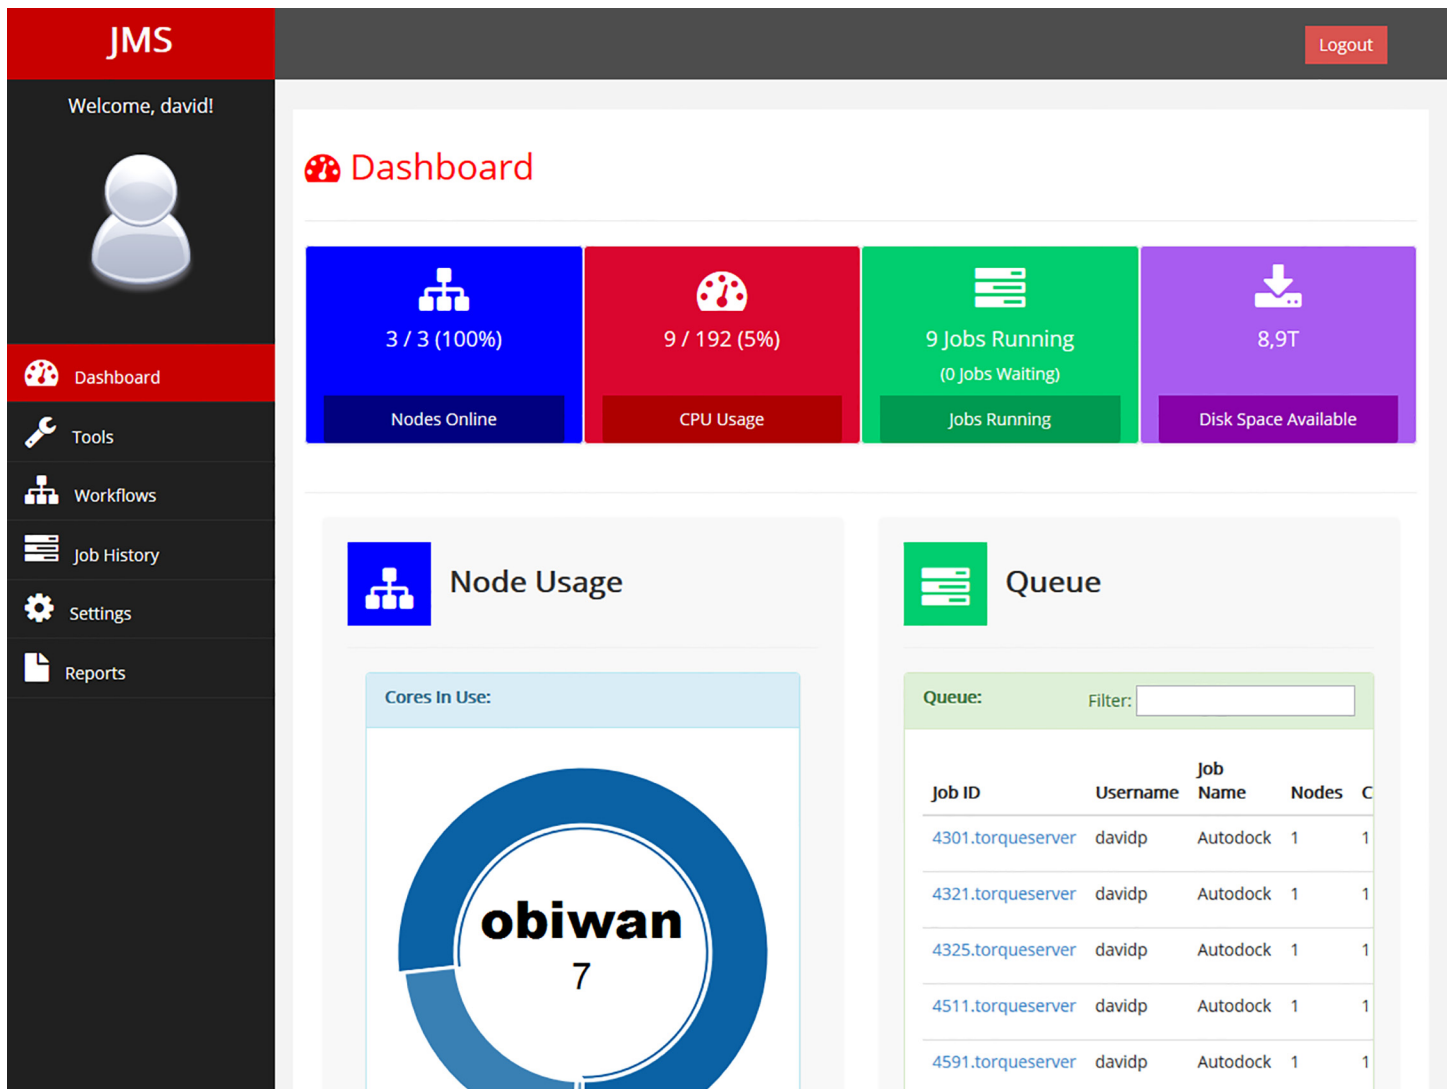 JMS
Logout
Welcome, david!
Dashboard
Tools
Workflows
Job History
Settings
Reports
Dashboard
3 / 3 (100%)
Nodes Online
9 / 192 (5%)
CPU Usage
9 Jobs Running
(0 Jobs Waiting)
Jobs Running
8,9T
Disk Space Available
Node Usage
Cores In Use:
obiwan
7
Queue
Queue: Filter:
Job ID Username Job Name Nodes
4301.torqueserver davidp Autodock 1 1
4321.torqueserver davidp Autodock 1 1
4325.torqueserver davidp Autodock 1 1
4511.torqueserver davidp Autodock 1 1
4591.torqueserver davidp Autodock 1 1